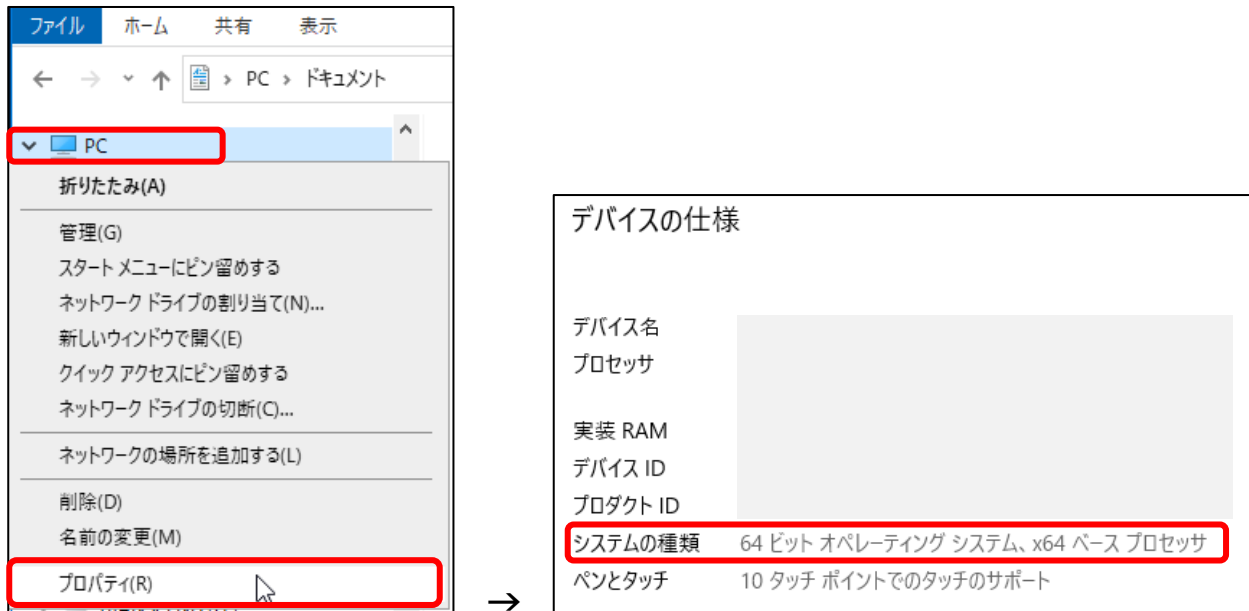 ファイル ホーム 共有 表示
← → ↑ › PC › ドキュメント
PC
折りたたみ(A)
管理(G)
スタート メニューにピン留めする
ネットワーク ドライブの割り当て(N)...
新しいウィンドウで開く(E)
クイック アクセスにピン留めする
ネットワーク ドライブの切断(C)...
ネットワークの場所を追加する(L)
削除(D)
名前の変更(M)
プロパティ(R)
→
デバイスの仕様
デバイス名
プロセッサ
実装 RAM
デバイス ID
プロダクト ID
システムの種類 64 ビット オペレーティング システム、x64 ベース プロセッサ
ペンとタッチ 10 タッチ ポイントでのタッチのサポート